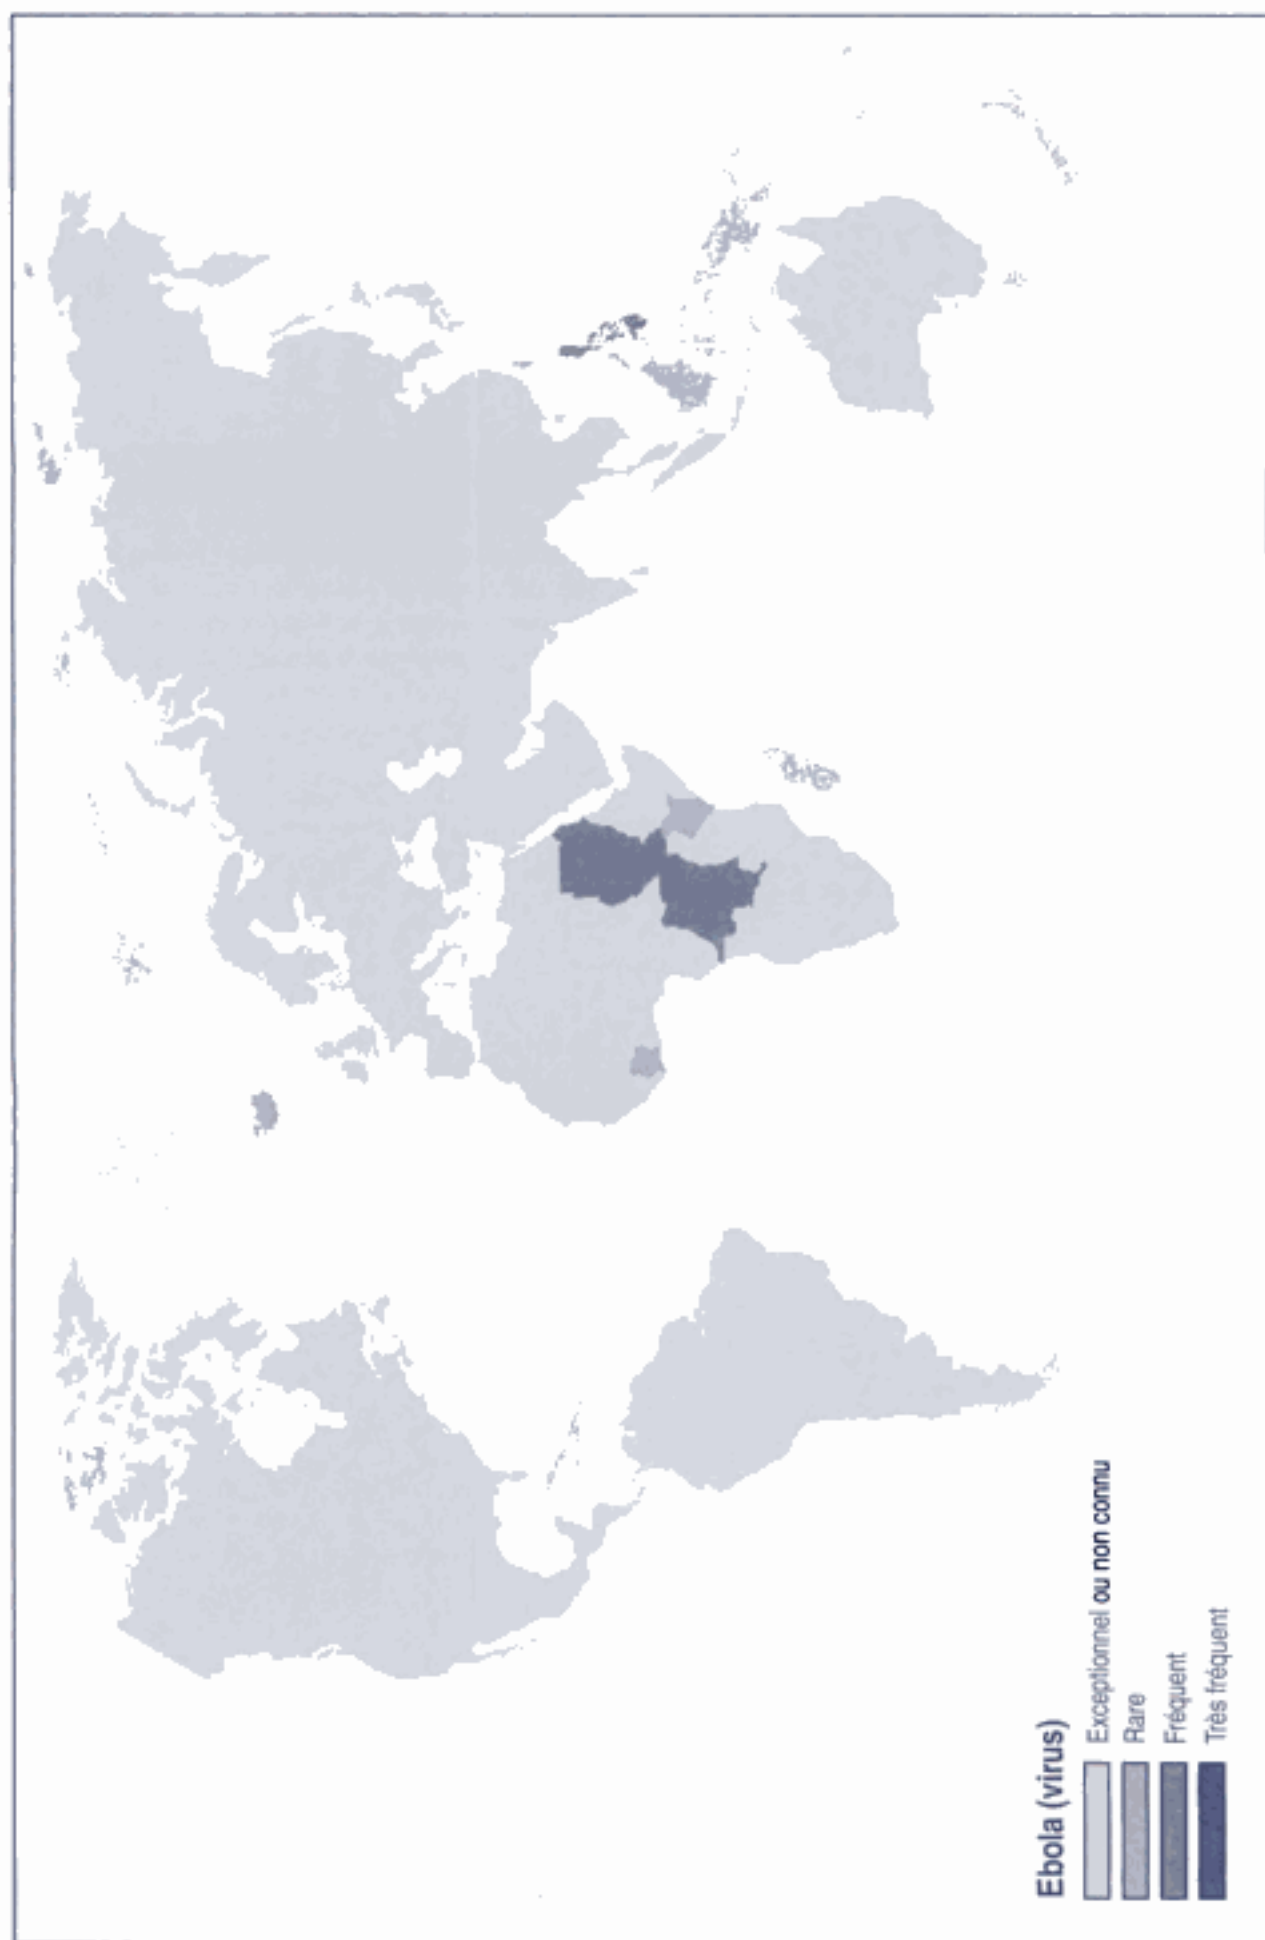 Ebola (virus)
Exceptionnel ou non connu
Rare
Fréquent
Très fréquent